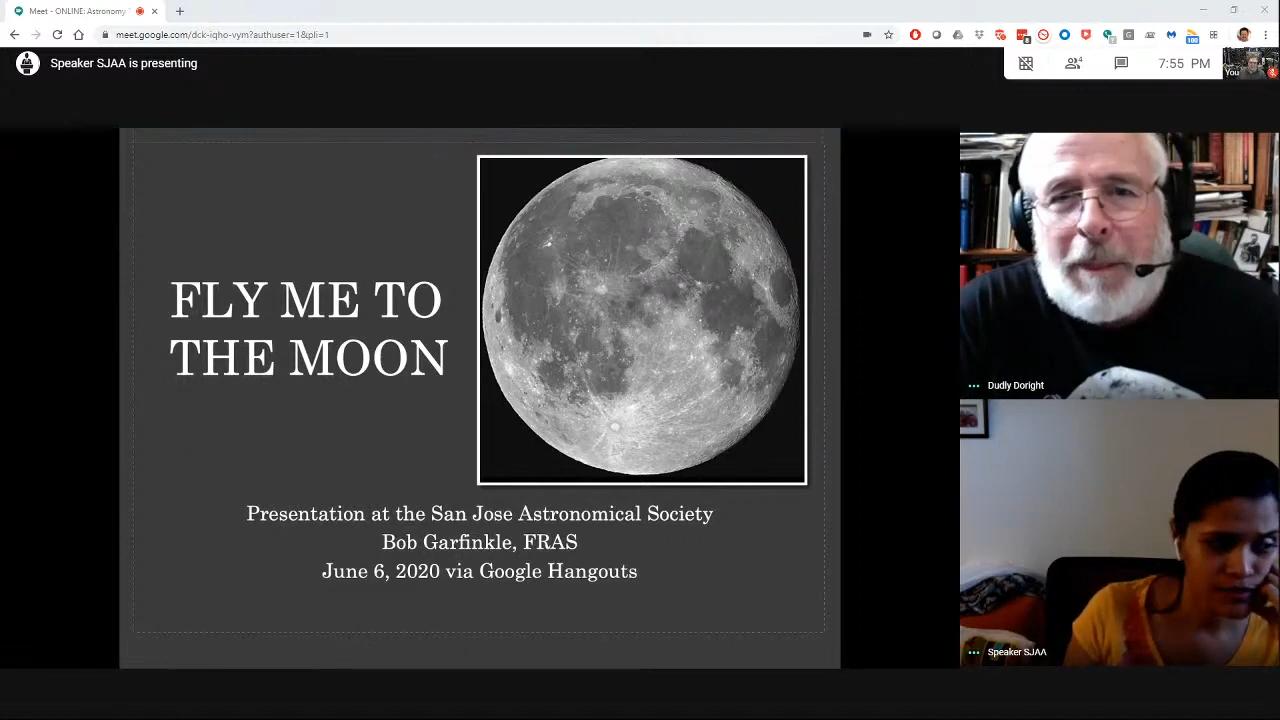 Meet - ONLINE: Astronomy
meet.google.com/dck-iqho-vym?authuser=1&pli=1
Speaker SJAA is presenting
4
7:55 PM
You
FLY ME TO
THE MOON
Presentation at the San Jose Astronomical Society
Bob Garfinkle, FRAS
June 6, 2020 via Google Hangouts
Dudly Doright
Speaker SJAA